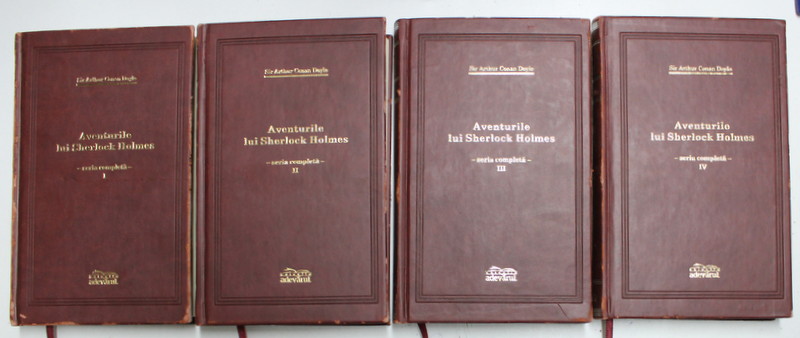 Sir Arthur Conan Doyle
Aventurile
lui Sherlock Holmes
– seria completă –
I
adevărul
Sir Arthur Conan Doyle
Aventurile
lui Sherlock Holmes
– seria completă –
II
adevărul
Sir Arthur Conan Doyle
Aventurile
lui Sherlock Holmes
– seria completă –
III
adevărul
Sir Arthur Conan Doyle
Aventurile
lui Sherlock Holmes
– seria completă –
IV
adevărul